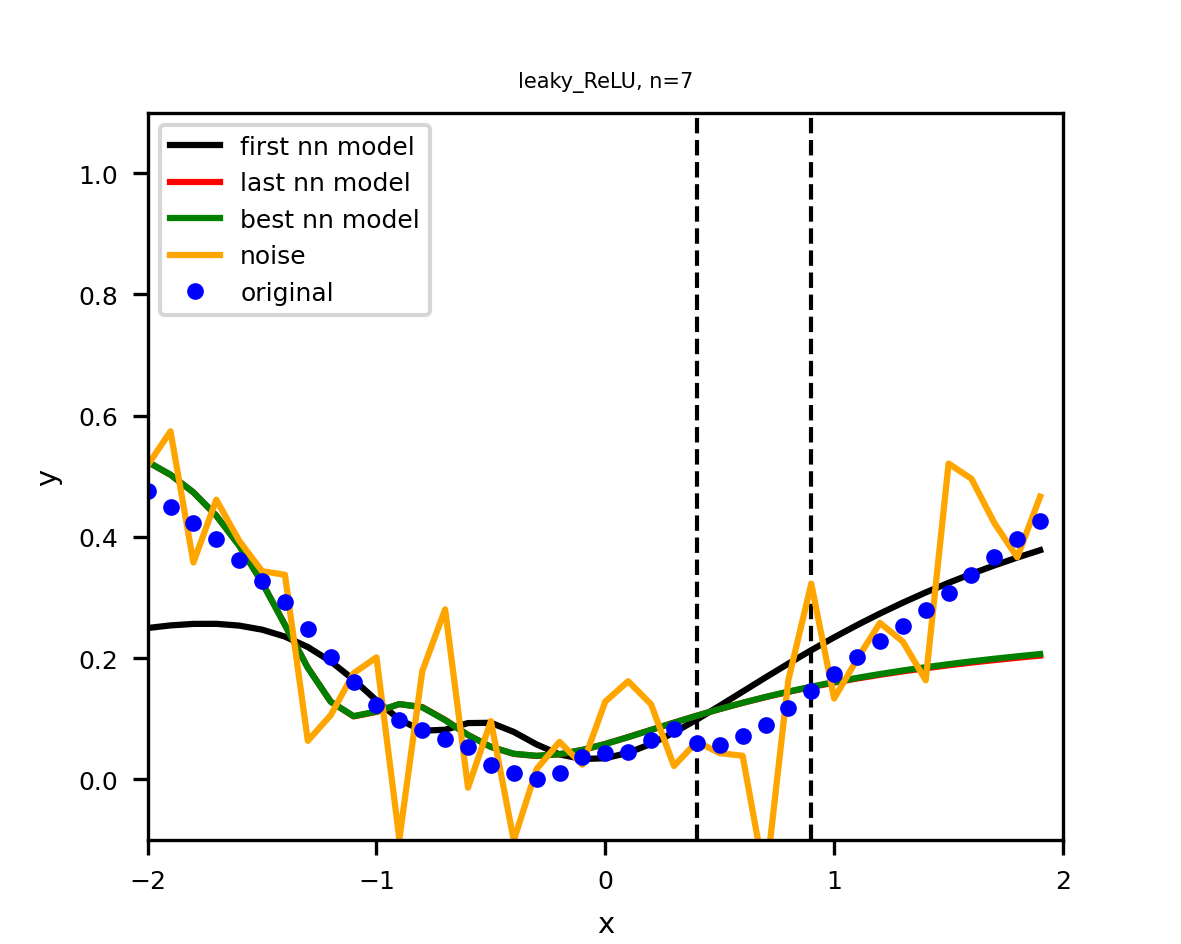 leaky_ReLU, n=7
first nn model
last nn model
best nn model
noise
original
1.0
0.8
0.6
0.4
0.2
0.0
y
−2
−1
0
1
2
x